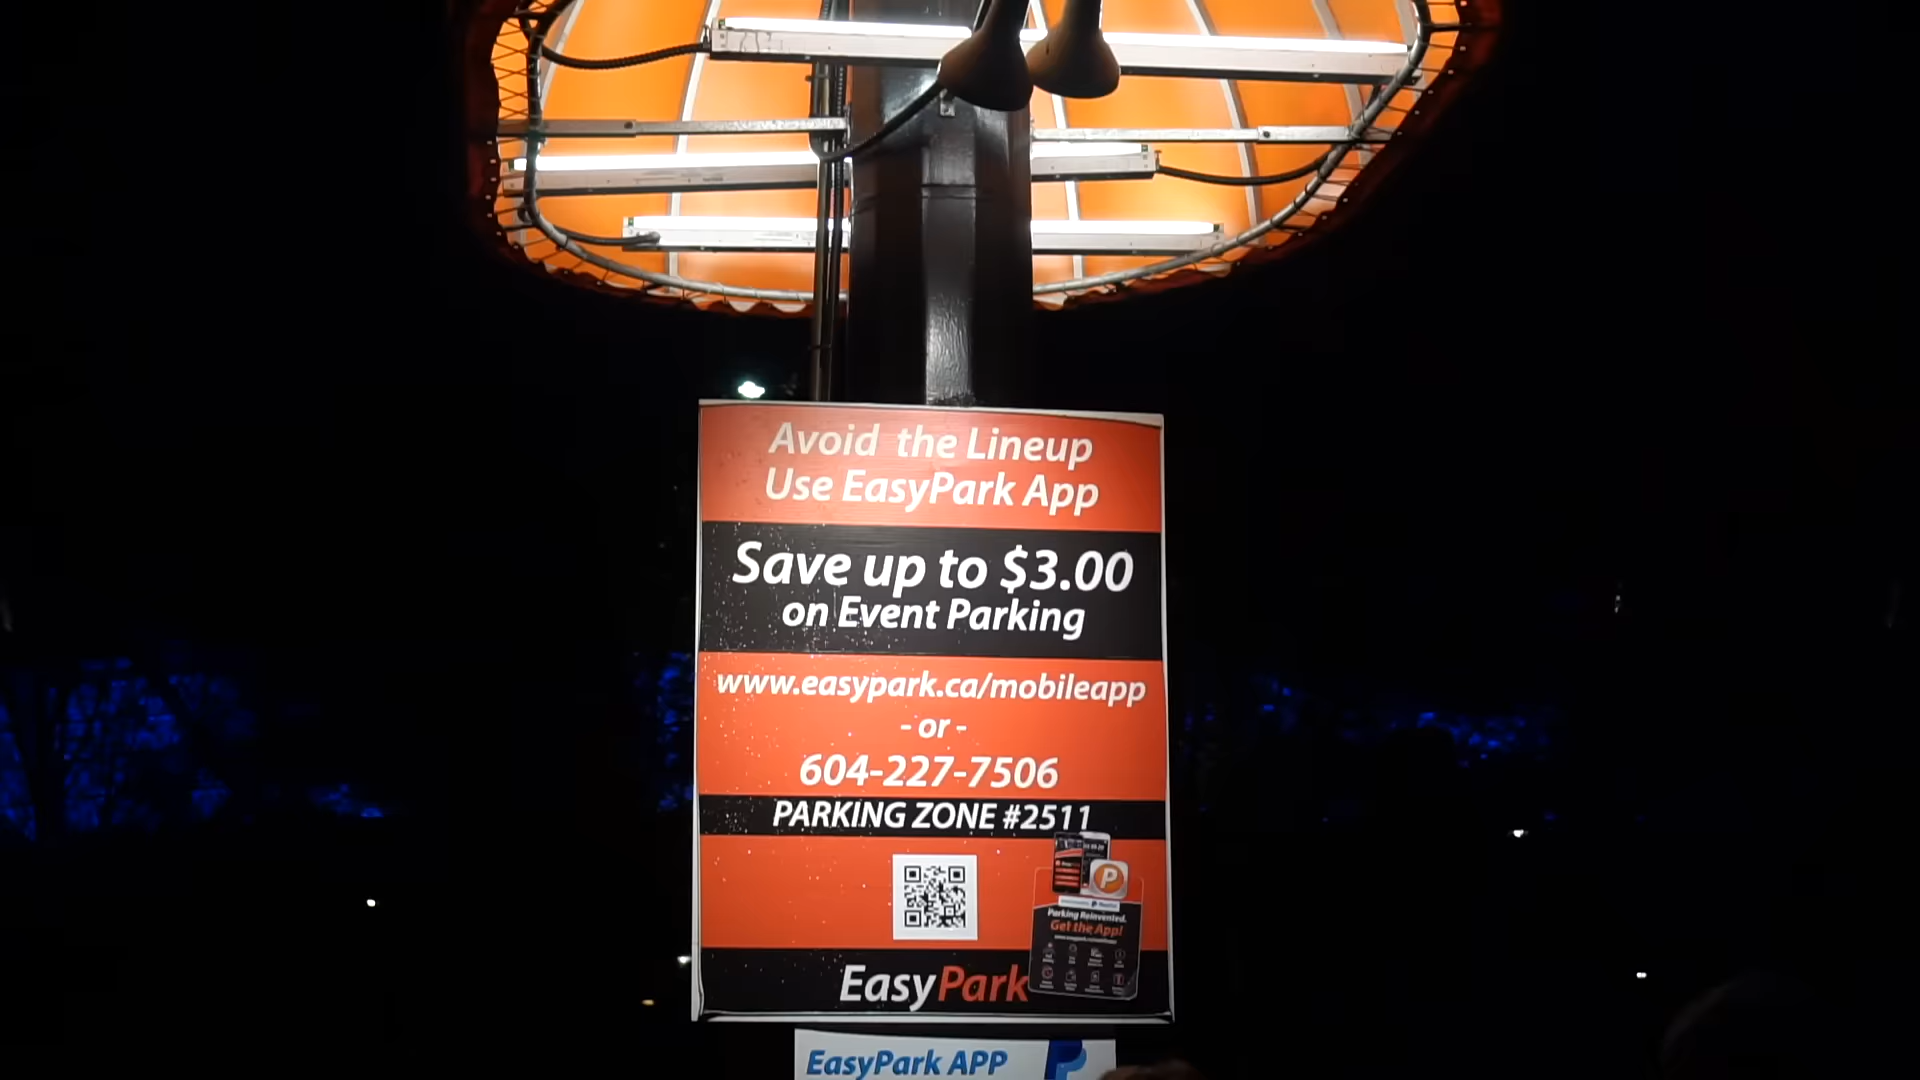 Avoid the Lineup
Use EasyPark App
Save up to $3.00
on Event Parking
www.easypark.ca/mobileapp
- or -
604-227-7506
PARKING ZONE #2511
P
Parking Reinvented.
Get the App!
EasyPark
EasyPark APP